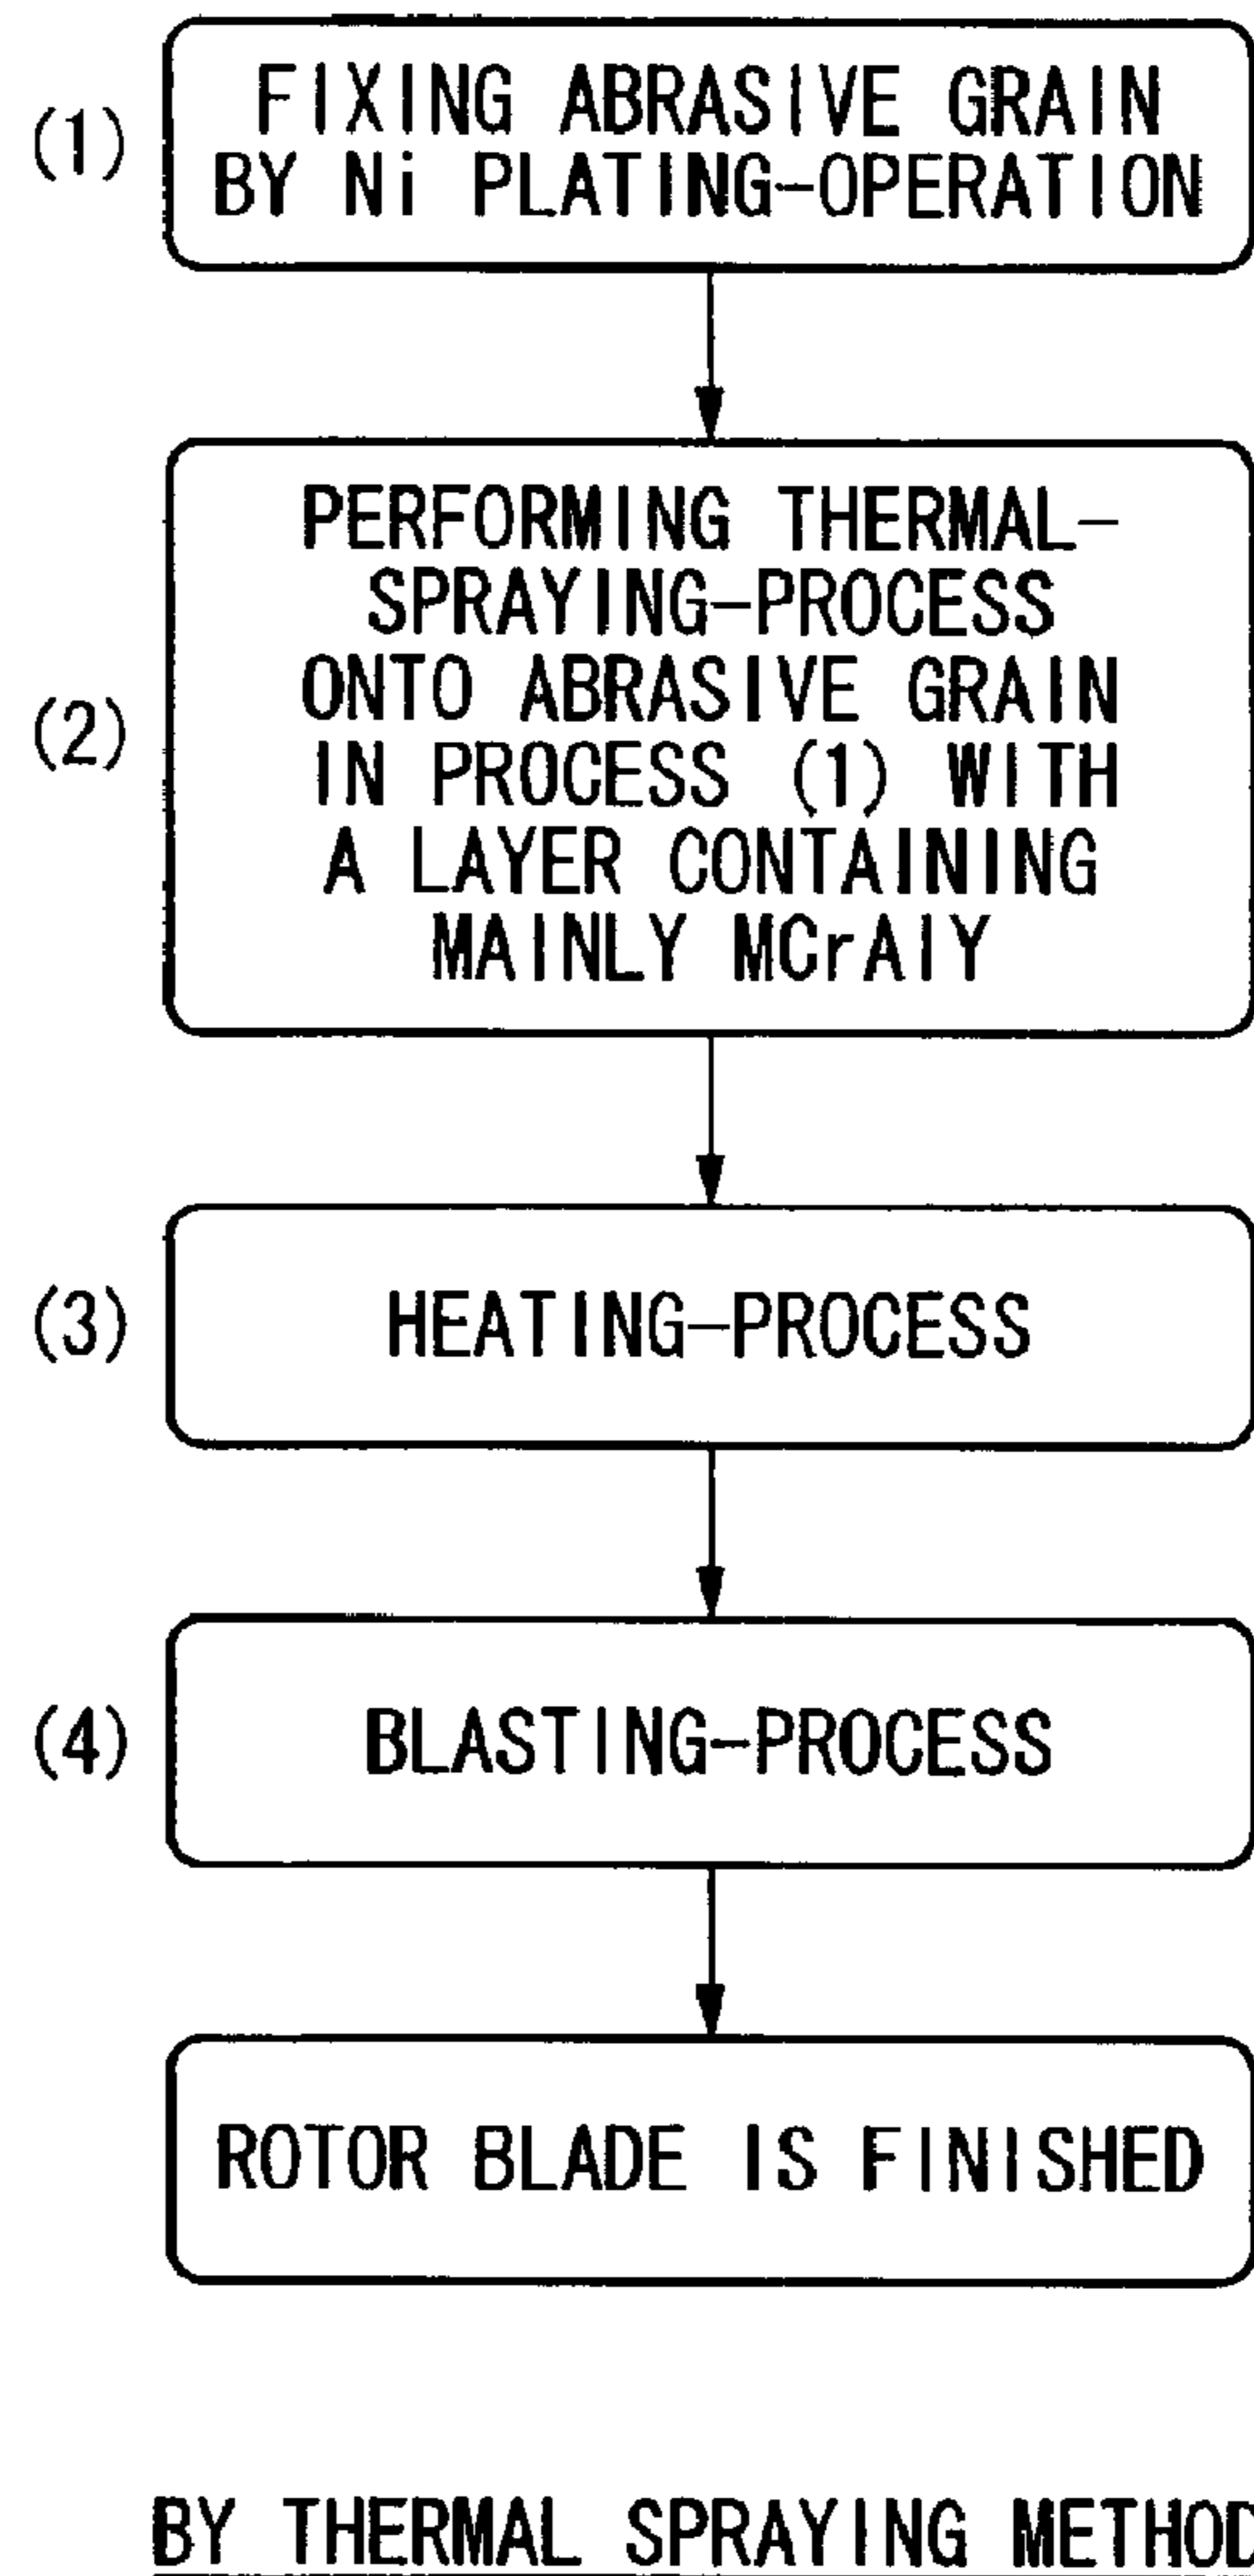 (1)
FIXING ABRASIVE GRAIN
BY Ni PLATING-OPERATION
(2)
PERFORMING THERMAL-
SPRAYING-PROCESS
ONTO ABRASIVE GRAIN
IN PROCESS (1) WITH
A LAYER CONTAINING
MAINLY MCrAlY
(3)
HEATING-PROCESS
(4)
BLASTING-PROCESS
ROTOR BLADE IS FINISHED
BY THERMAL SPRAYING METHOD